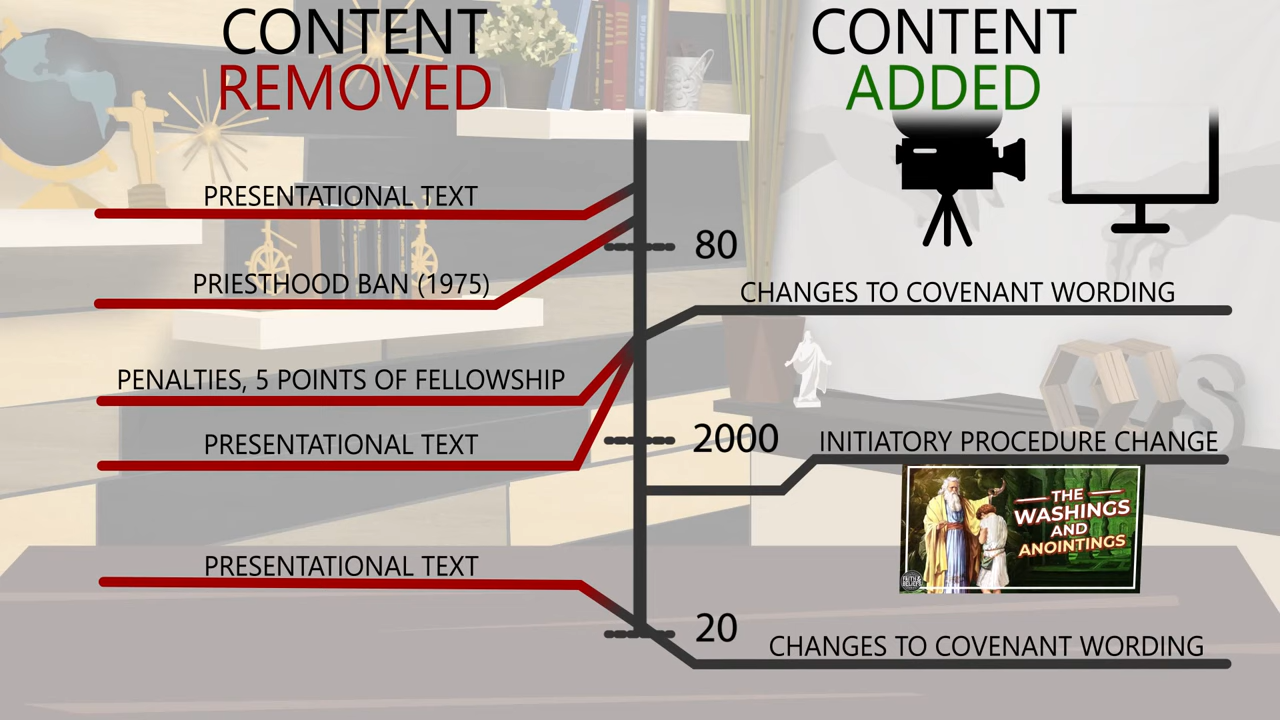 CONTENT
REMOVED
CONTENT
ADDED
PRESENTATIONAL TEXT
80
PRIESTHOOD BAN (1975)
CHANGES TO COVENANT WORDING
PENALTIES, 5 POINTS OF FELLOWSHIP
2000
INITIATORY PROCEDURE CHANGE
PRESENTATIONAL TEXT
THE
WASHINGS
AND
ANOINTINGS
PRESENTATIONAL TEXT
20
CHANGES TO COVENANT WORDING